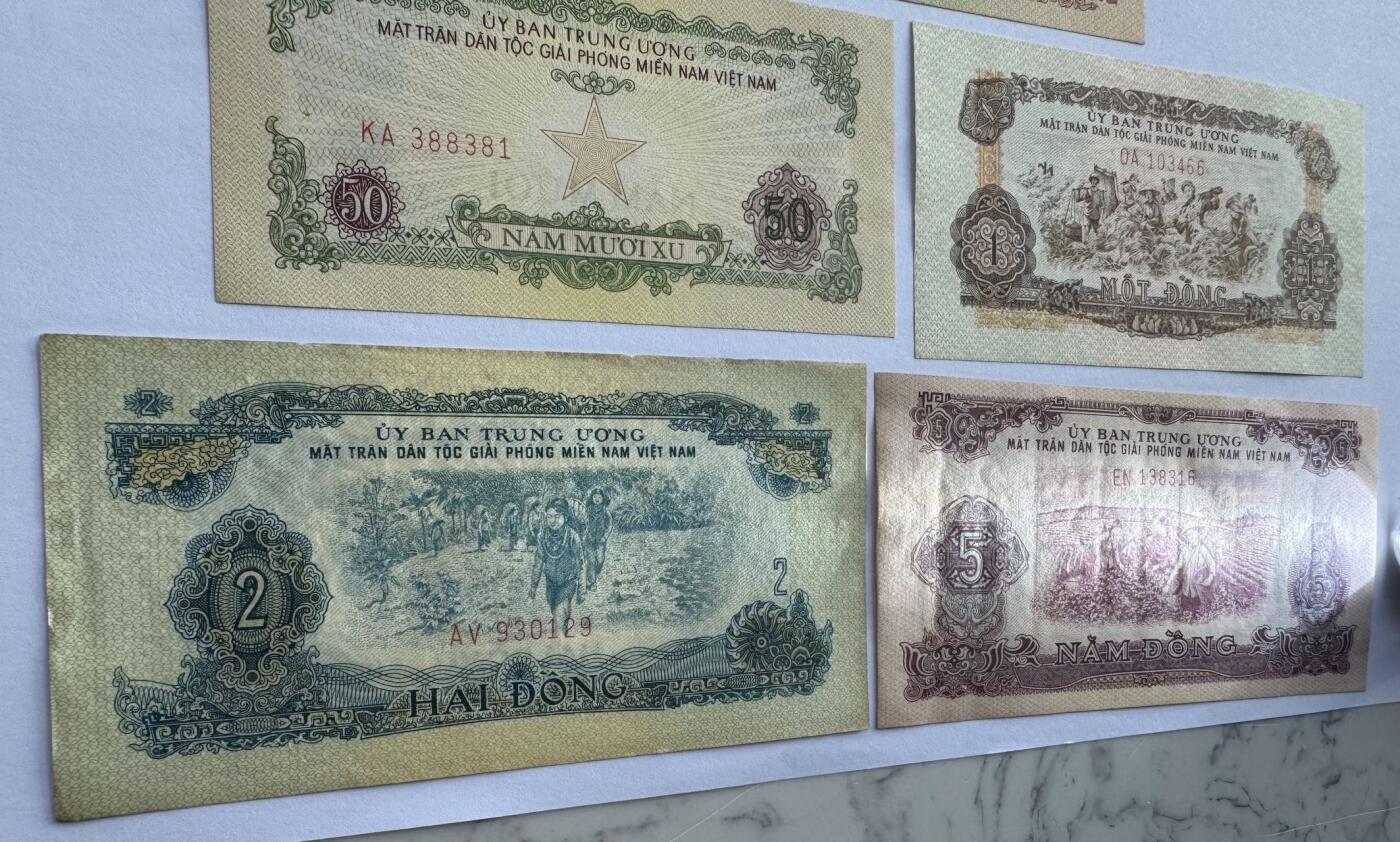 ỦY BAN TRUNG ƯƠNG
MẶT TRẬN DÂN TỘC GIẢI PHÓNG MIỀN NAM VIỆT NAM
KA 388381
50
50
NĂM MƯƠI XU
ỦY BAN TRUNG ƯƠNG
MẶT TRẬN DÂN TỘC GIẢI PHÓNG MIỀN NAM VIỆT NAM
OA 103466
1
1
MỘT ĐỒNG
2
2
ỦY BAN TRUNG ƯƠNG
MẶT TRẬN DÂN TỘC GIẢI PHÓNG MIỀN NAM VIỆT NAM
2
2
AV 930129
HAI ĐỒNG
ỦY BAN TRUNG ƯƠNG
MẶT TRẬN DÂN TỘC GIẢI PHÓNG MIỀN NAM VIỆT NAM
EN 138316
5
5
NĂM ĐỒNG